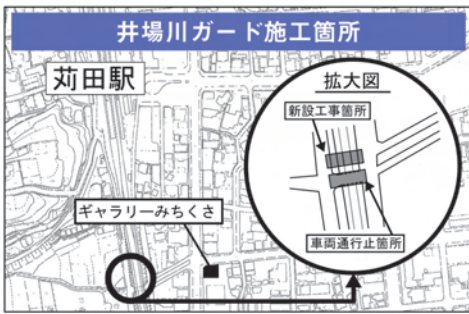 井場川ガード施工箇所
苅田駅
拡大図
新設工事箇所
ギャラリーみちくさ
車両通行止箇所